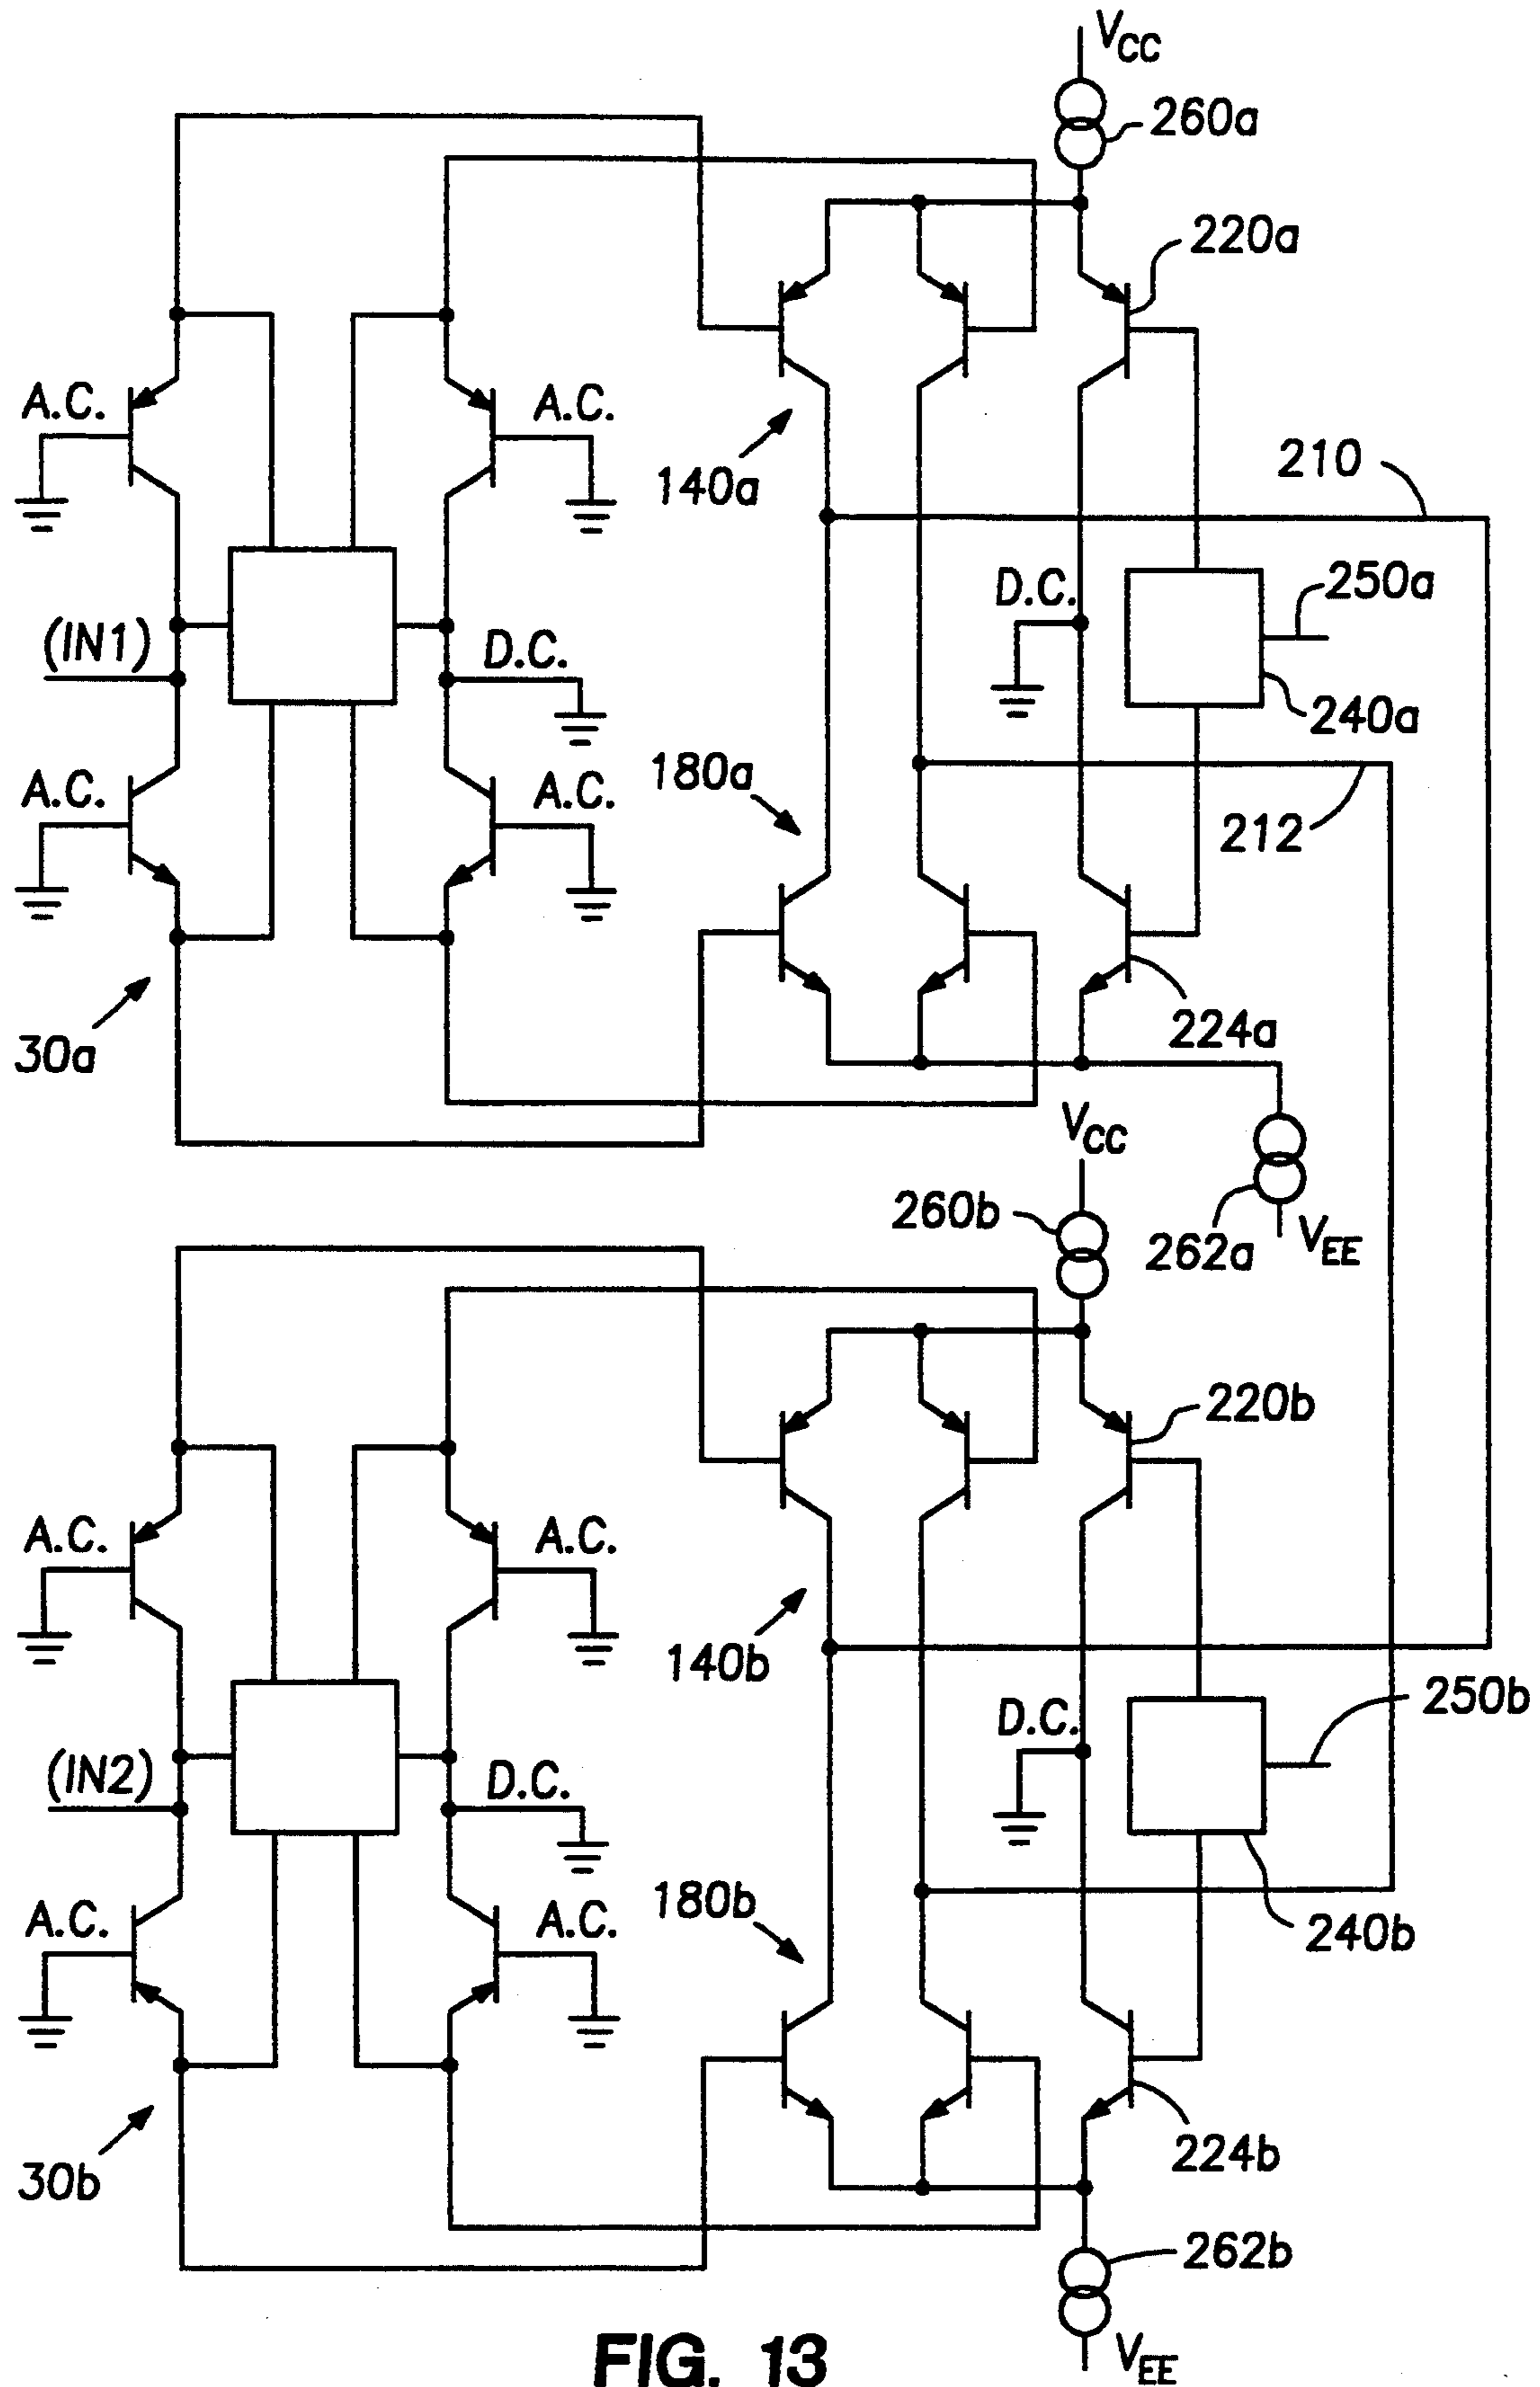 VCC
260a
220a
A.C.
A.C.
140a
210
D.C.
250a
(IN1)
D.C.
240a
180a
A.C.
A.C.
212
224a
30a
VCC
260b
262a
VEE
220b
A.C.
A.C.
140b
250b
D.C.
(IN2)
D.C.
180b
A.C.
A.C.
240b
224b
30b
262b
VEE
FIG. 13